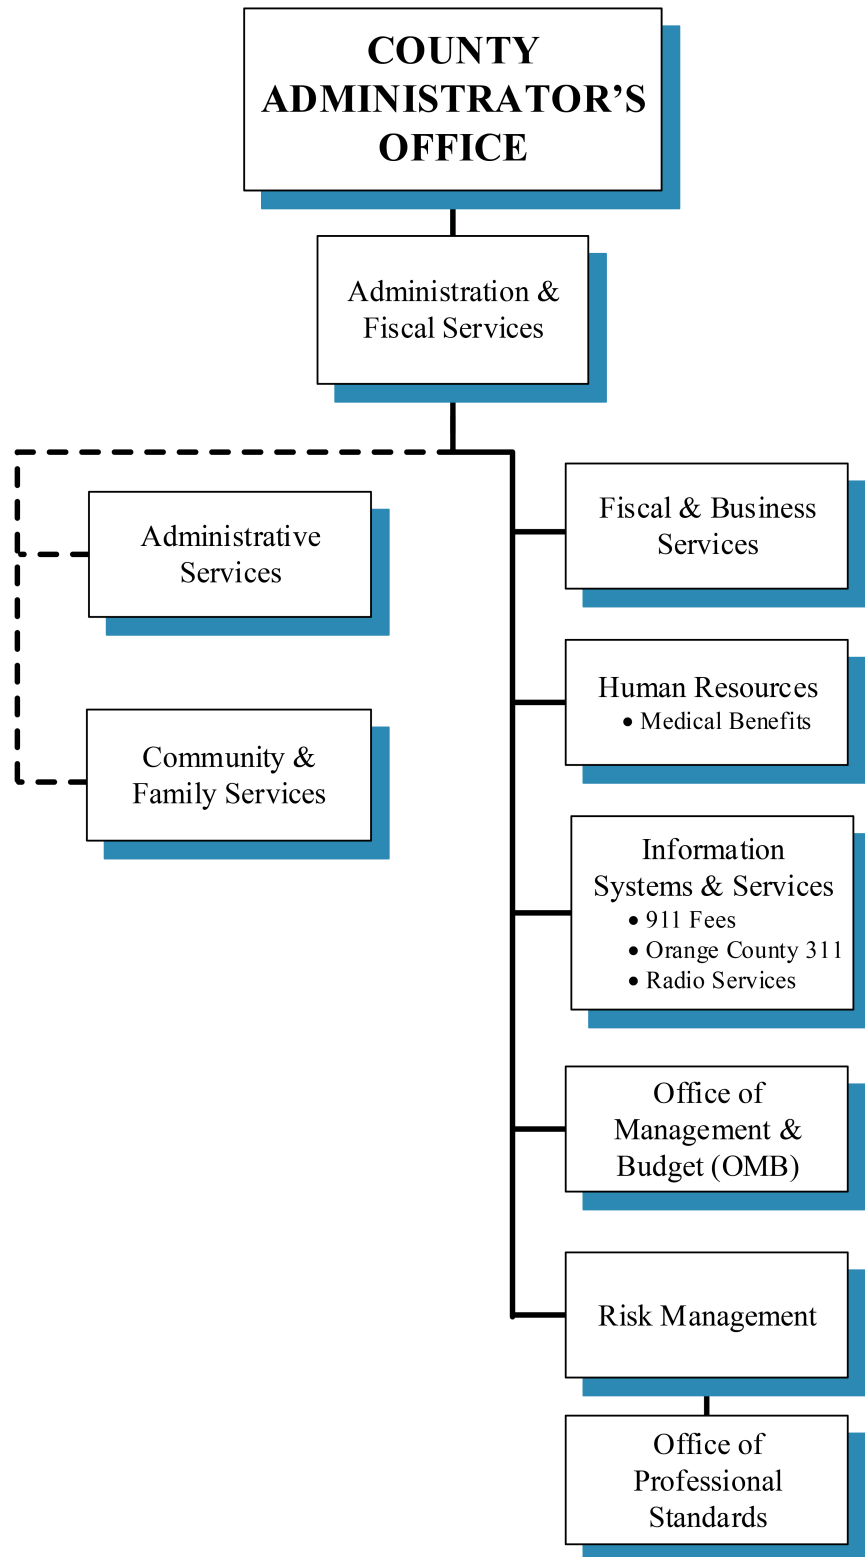 COUNTY
ADMINISTRATOR’S
OFFICE
Administration &
Fiscal Services
Administrative
Services
Community &
Family Services
Fiscal & Business
Services
Human Resources
• Medical Benefits
Information
Systems & Services
• 911 Fees
• Orange County 311
• Radio Services
Office of
Management &
Budget (OMB)
Risk Management
Office of
Professional
Standards